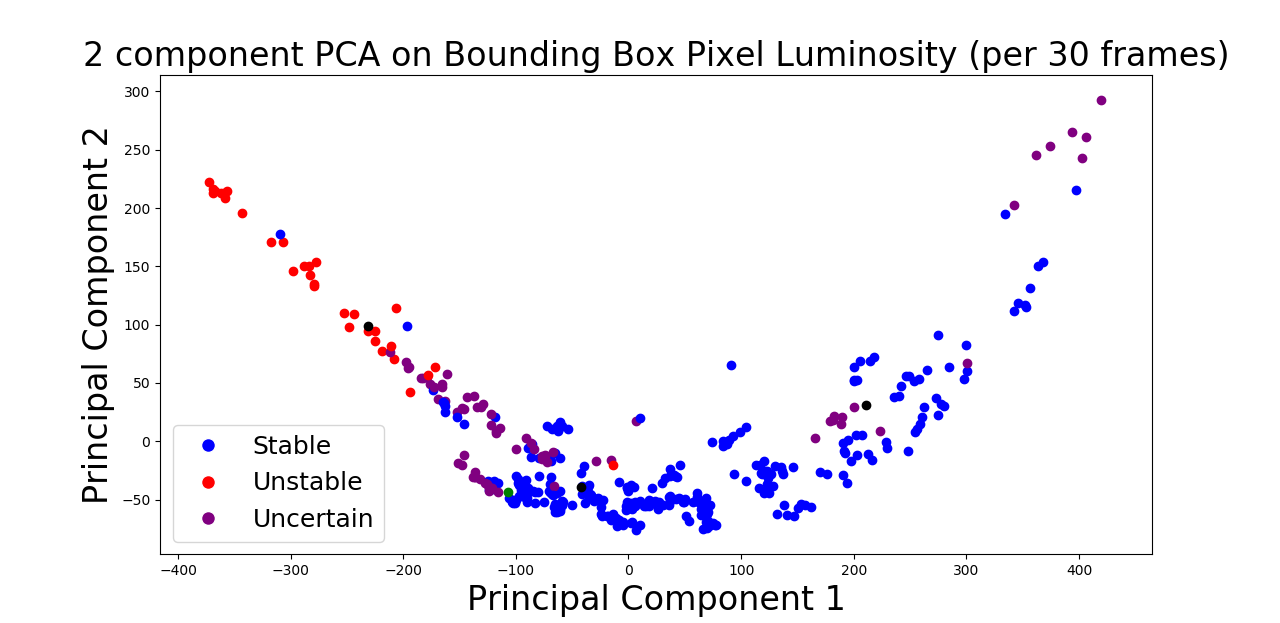 2 component PCA on Bounding Box Pixel Luminosity (per 30 frames)
Principal Component 2
300
250
200
150
100
50
0
−50
Stable
Unstable
Uncertain
−400 −300 −200 −100 0 100 200 300 400
Principal Component 1